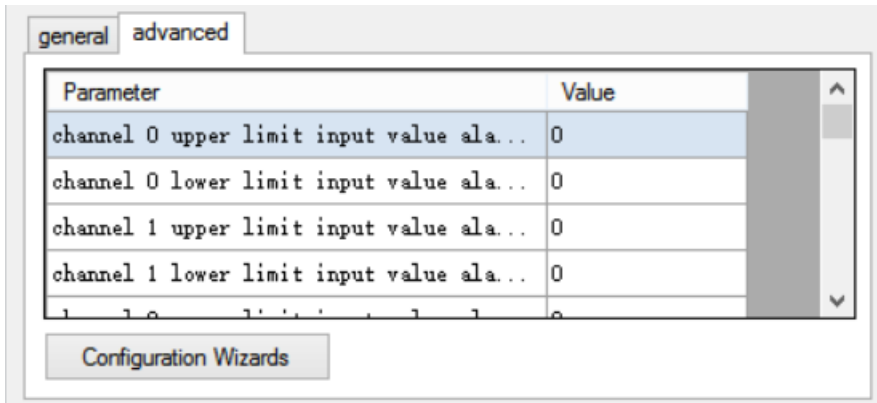 general advanced
Parameter Value
channel 0 upper limit input value ala... 0
channel 0 lower limit input value ala... 0
channel 1 upper limit input value ala... 0
channel 1 lower limit input value ala... 0
Configuration Wizards